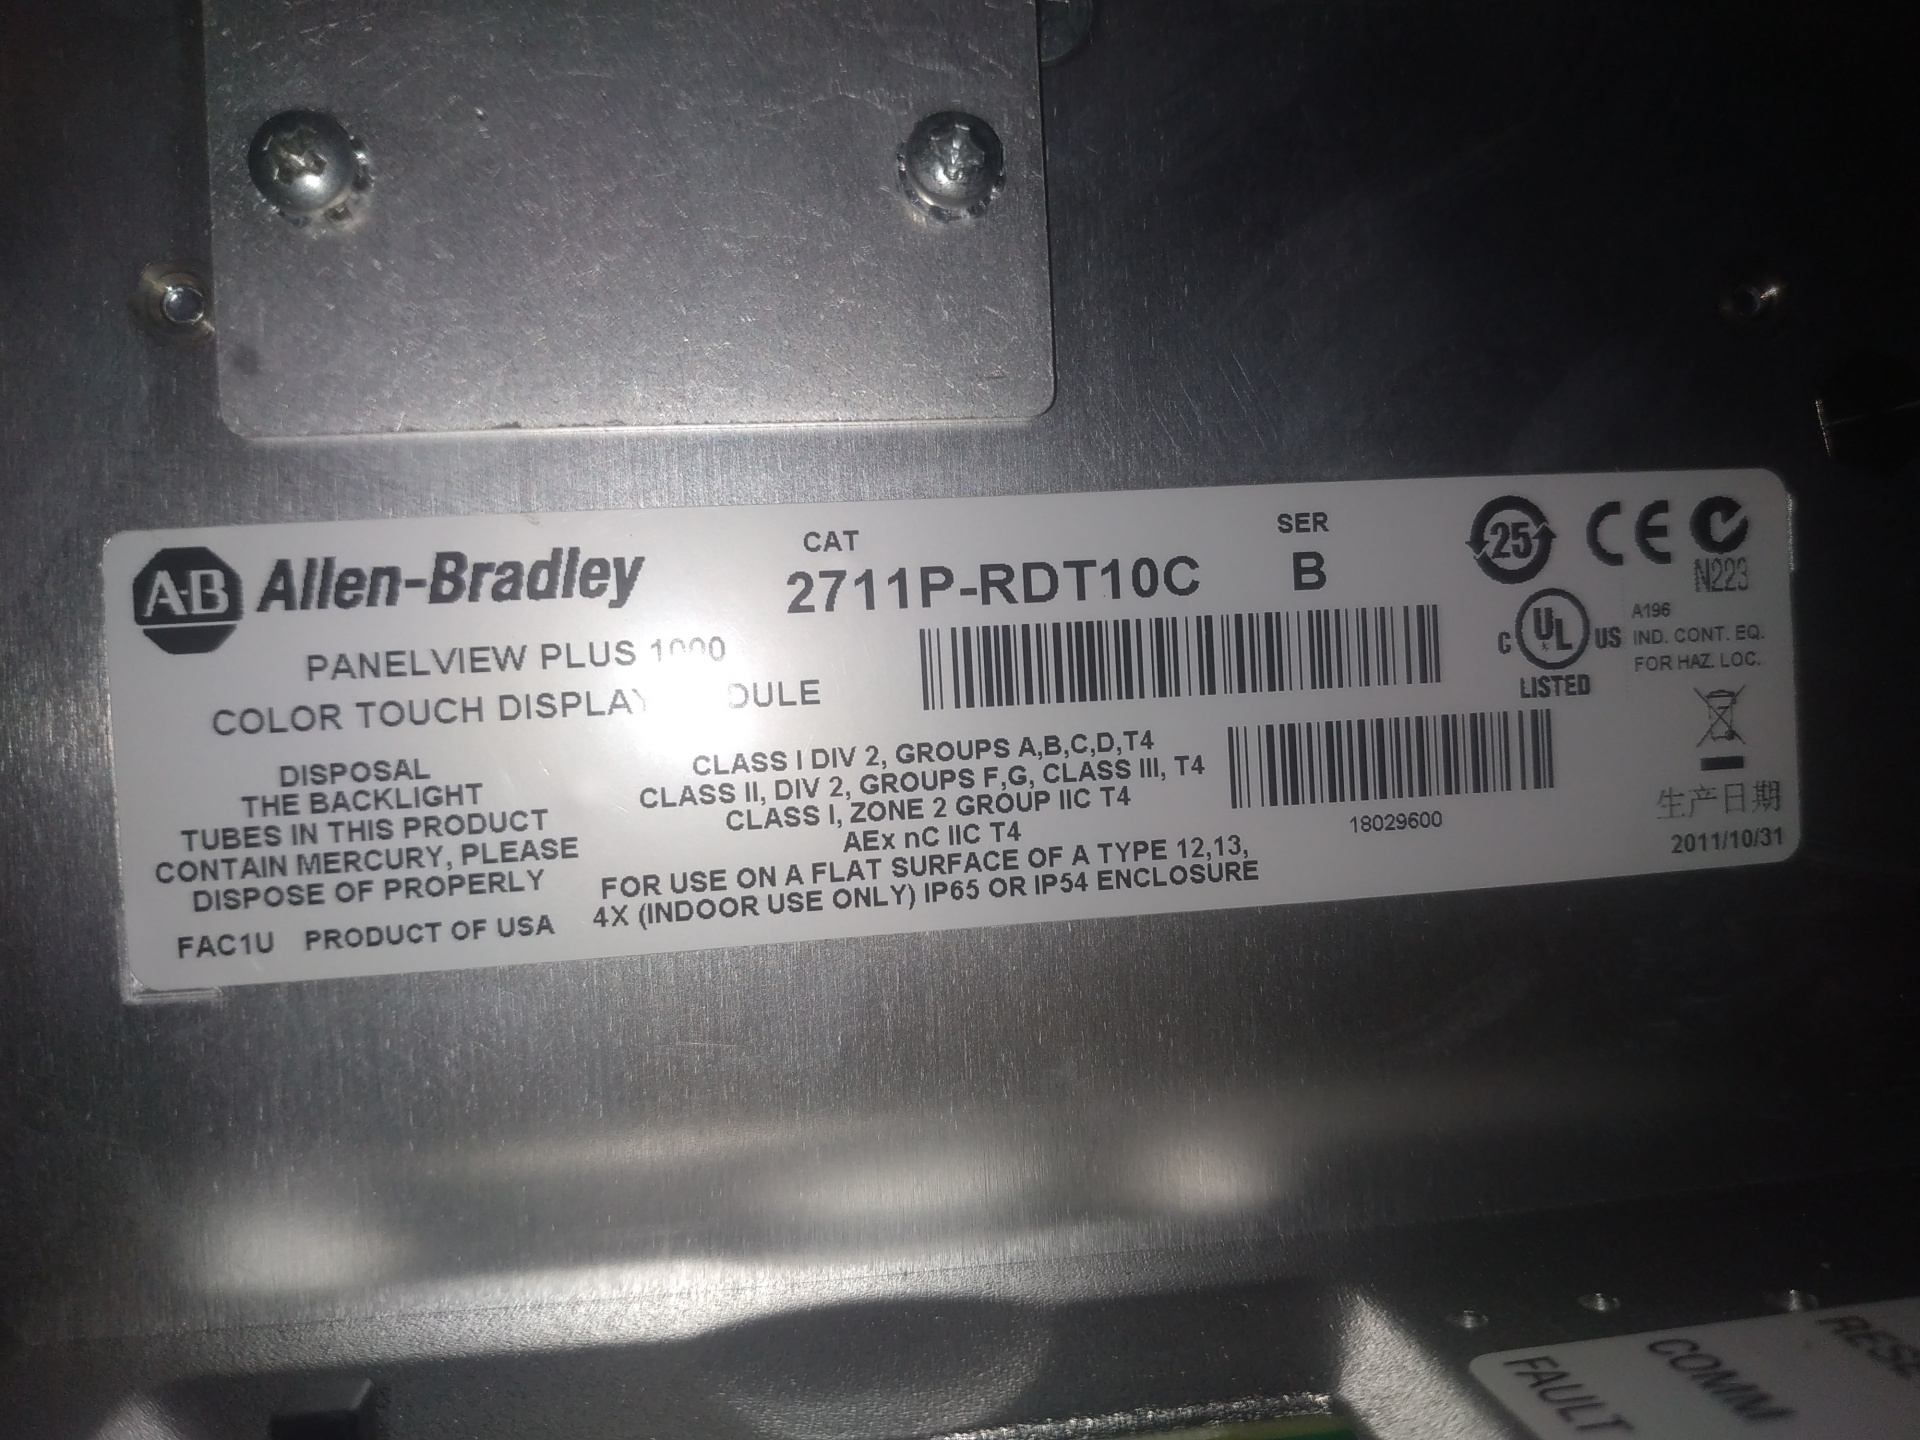 A-B Allen-Bradley
CAT
2711P-RDT10C
SER
B
25
CE
N223
PANELVIEW PLUS 1000
COLOR TOUCH DISPLAY
C UL US
LISTED
A196
IND. CONT. EQ.
FOR HAZ. LOC.
DISPOSAL
THE BACKLIGHT
TUBES IN THIS PRODUCT
CONTAIN MERCURY, PLEASE
DISPOSE OF PROPERLY
FAC1U PRODUCT OF USA
CLASS I DIV 2, GROUPS A,B,C,D,T4
CLASS II, DIV 2, GROUPS F,G, CLASS III, T4
CLASS I, ZONE 2 GROUP IIC T4
AEx nC IIC T4
FOR USE ON A FLAT SURFACE OF A TYPE 12,13,
4X (INDOOR USE ONLY) IP65 OR IP54 ENCLOSURE
18029600
生产日期
2011/10/31
FAULT
COMM